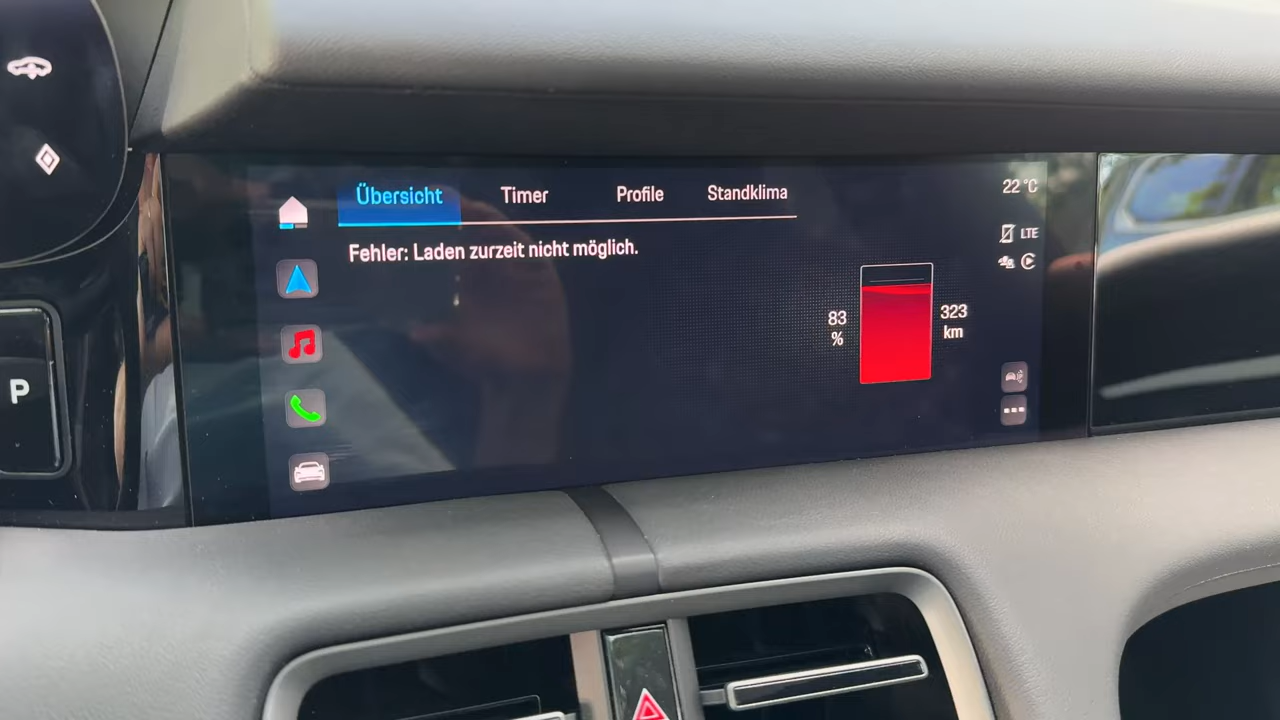 Übersicht Timer Profile Standklima
Fehler: Laden zurzeit nicht möglich.
22 °C
LTE
83
%
323
km
P